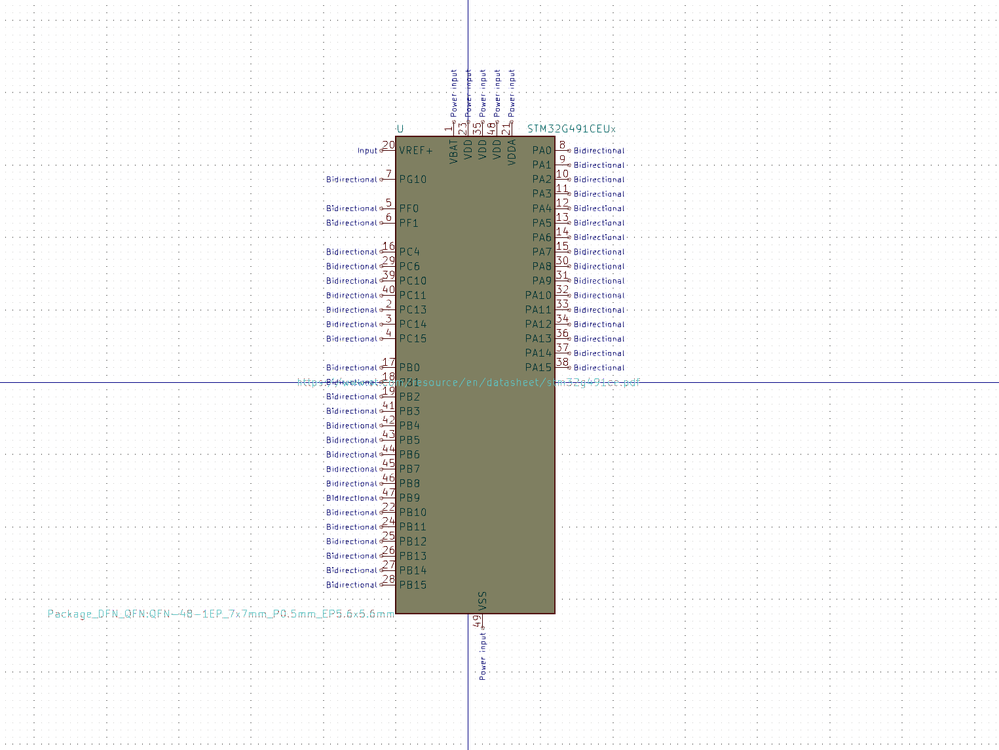 Power input
Power input
Power input
Power input
Power input
1
23
35
48
21
VBAT
VDD
VDD
VDD
VDDA
U
STM32G491CEUx
Input 20 VREF+
PA0 8 Bidirectional
PA1 9 Bidirectional
Bidirectional 7 PG10
PA2 10 Bidirectional
PA3 11 Bidirectional
Bidirectional 5 PF0
PA4 12 Bidirectional
Bidirectional 6 PF1
PA5 13 Bidirectional
PA6 14 Bidirectional
Bidirectional 16 PC4
PA7 15 Bidirectional
Bidirectional 29 PC6
PA8 30 Bidirectional
Bidirectional 39 PC10
PA9 31 Bidirectional
Bidirectional 40 PC11
PA10 32 Bidirectional
Bidirectional 2 PC13
PA11 33 Bidirectional
Bidirectional 3 PC14
PA12 34 Bidirectional
Bidirectional 4 PC15
PA13 36 Bidirectional
PA14 37 Bidirectional
Bidirectional 17 PB0
PA15 38 Bidirectional
Bidirectional 18 PB1
Bidirectional 19 PB2
Bidirectional 41 PB3
Bidirectional 42 PB4
Bidirectional 43 PB5
Bidirectional 44 PB6
Bidirectional 45 PB7
Bidirectional 46 PB8
Bidirectional 47 PB9
Bidirectional 22 PB10
Bidirectional 24 PB11
Bidirectional 25 PB12
Bidirectional 26 PB13
Bidirectional 27 PB14
Bidirectional 28 PB15
Package_DFN_QFN:QFN-48-1EP_7x7mm_P0.5mm_EP5.6x5.6mm
VSS
49
Power input